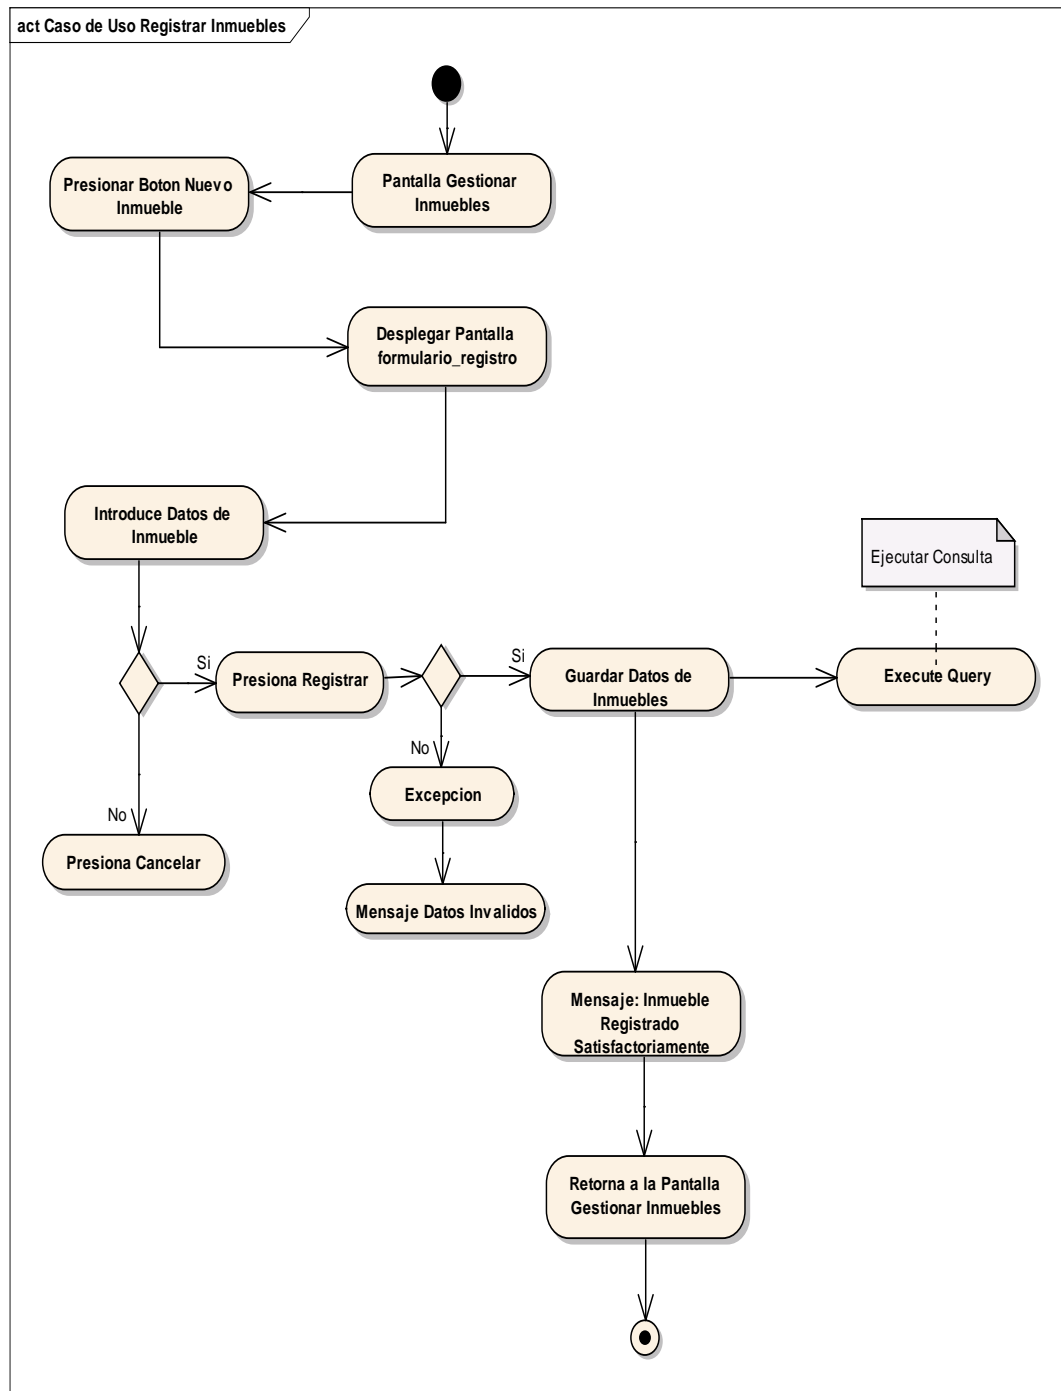 act Caso de Uso Registrar Inmuebles
Pantalla Gestionar
Inmuebles
Presionar Boton Nuevo
Inmueble
Desplegar Pantalla
formulario_registro
Introduce Datos de
Inmueble
Ejecutar Consulta
Si
Presiona Registrar
Si
Guardar Datos de
Inmuebles
Execute Query
No
Excepcion
No
Presiona Cancelar
Mensaje Datos Invalidos
Mensaje: Inmueble
Registrado
Satisfactoriamente
Retorna a la Pantalla
Gestionar Inmuebles